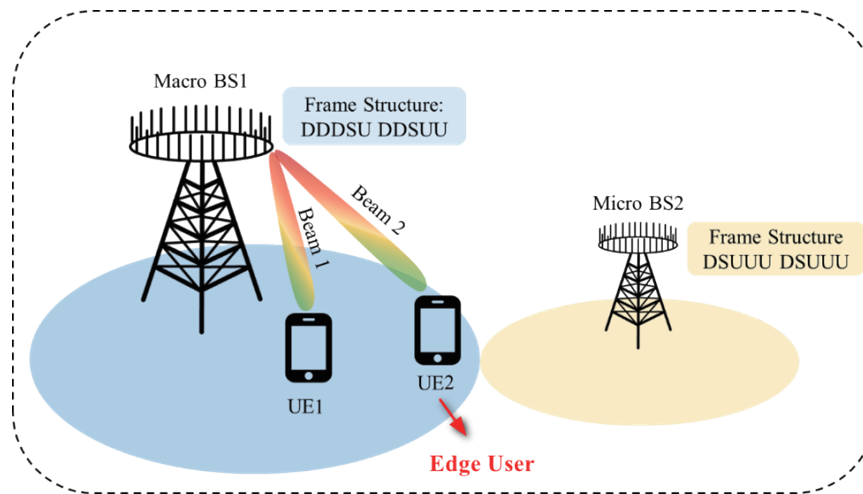 Macro BS1
Frame Structure:
DDDSU DDSUU
Beam 1
Beam 2
Micro BS2
Frame Structure
DSUUU DSUUU
UE1
UE2
Edge User